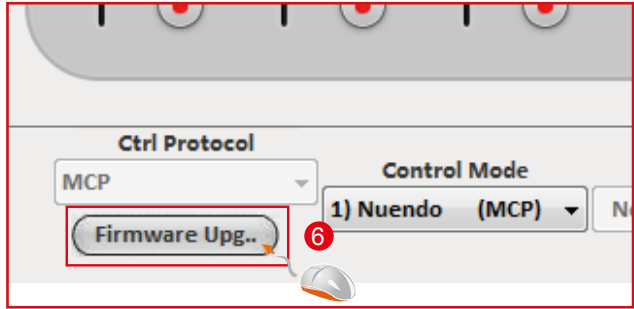 Ctrl Protocol
MCP
Control Mode
1) Nuendo (MCP)
Firmware Upg..
6